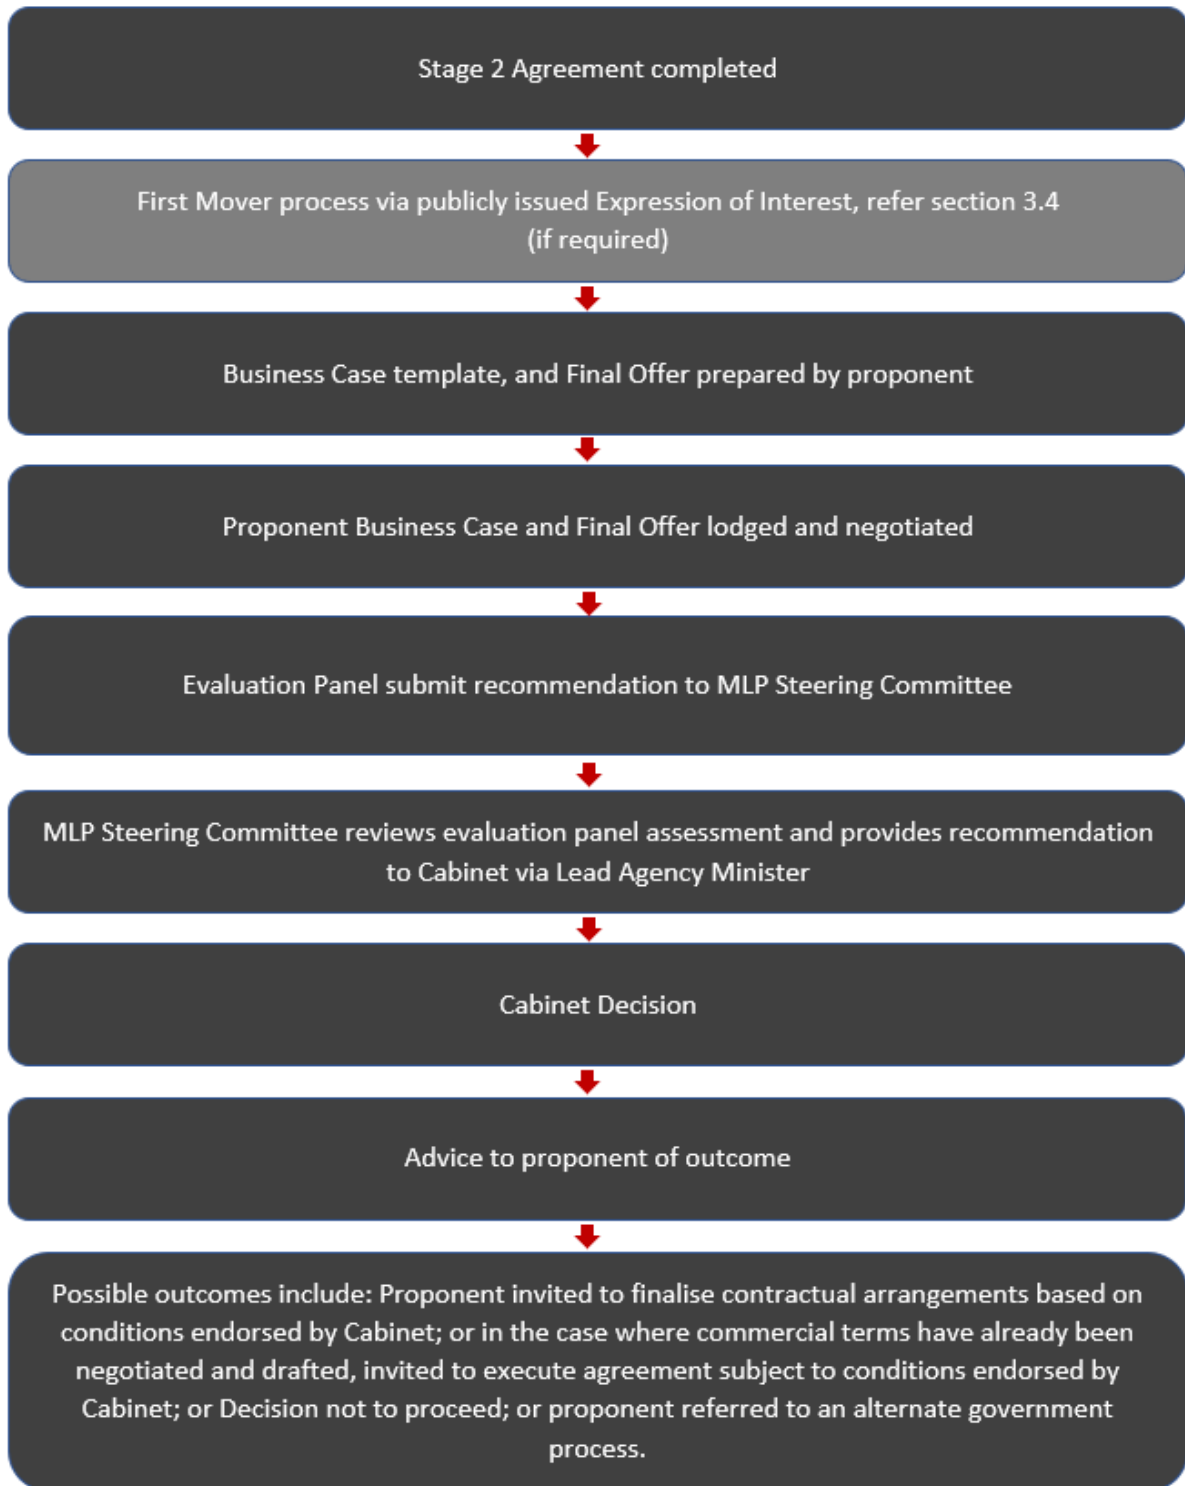 Stage 2 Agreement completed
First Mover process via publicly issued Expression of Interest, refer section 3.4
(if required)
Business Case template, and Final Offer prepared by proponent
Proponent Business Case and Final Offer lodged and negotiated
Evaluation Panel submit recommendation to MLP Steering Committee
MLP Steering Committee reviews evaluation panel assessment and provides recommendation
to Cabinet via Lead Agency Minister
Cabinet Decision
Advice to proponent of outcome
Possible outcomes include: Proponent invited to finalise contractual arrangements based on
conditions endorsed by Cabinet; or in the case where commercial terms have already been
negotiated and drafted, invited to execute agreement subject to conditions endorsed by
Cabinet; or Decision not to proceed; or proponent referred to an alternate government
process.